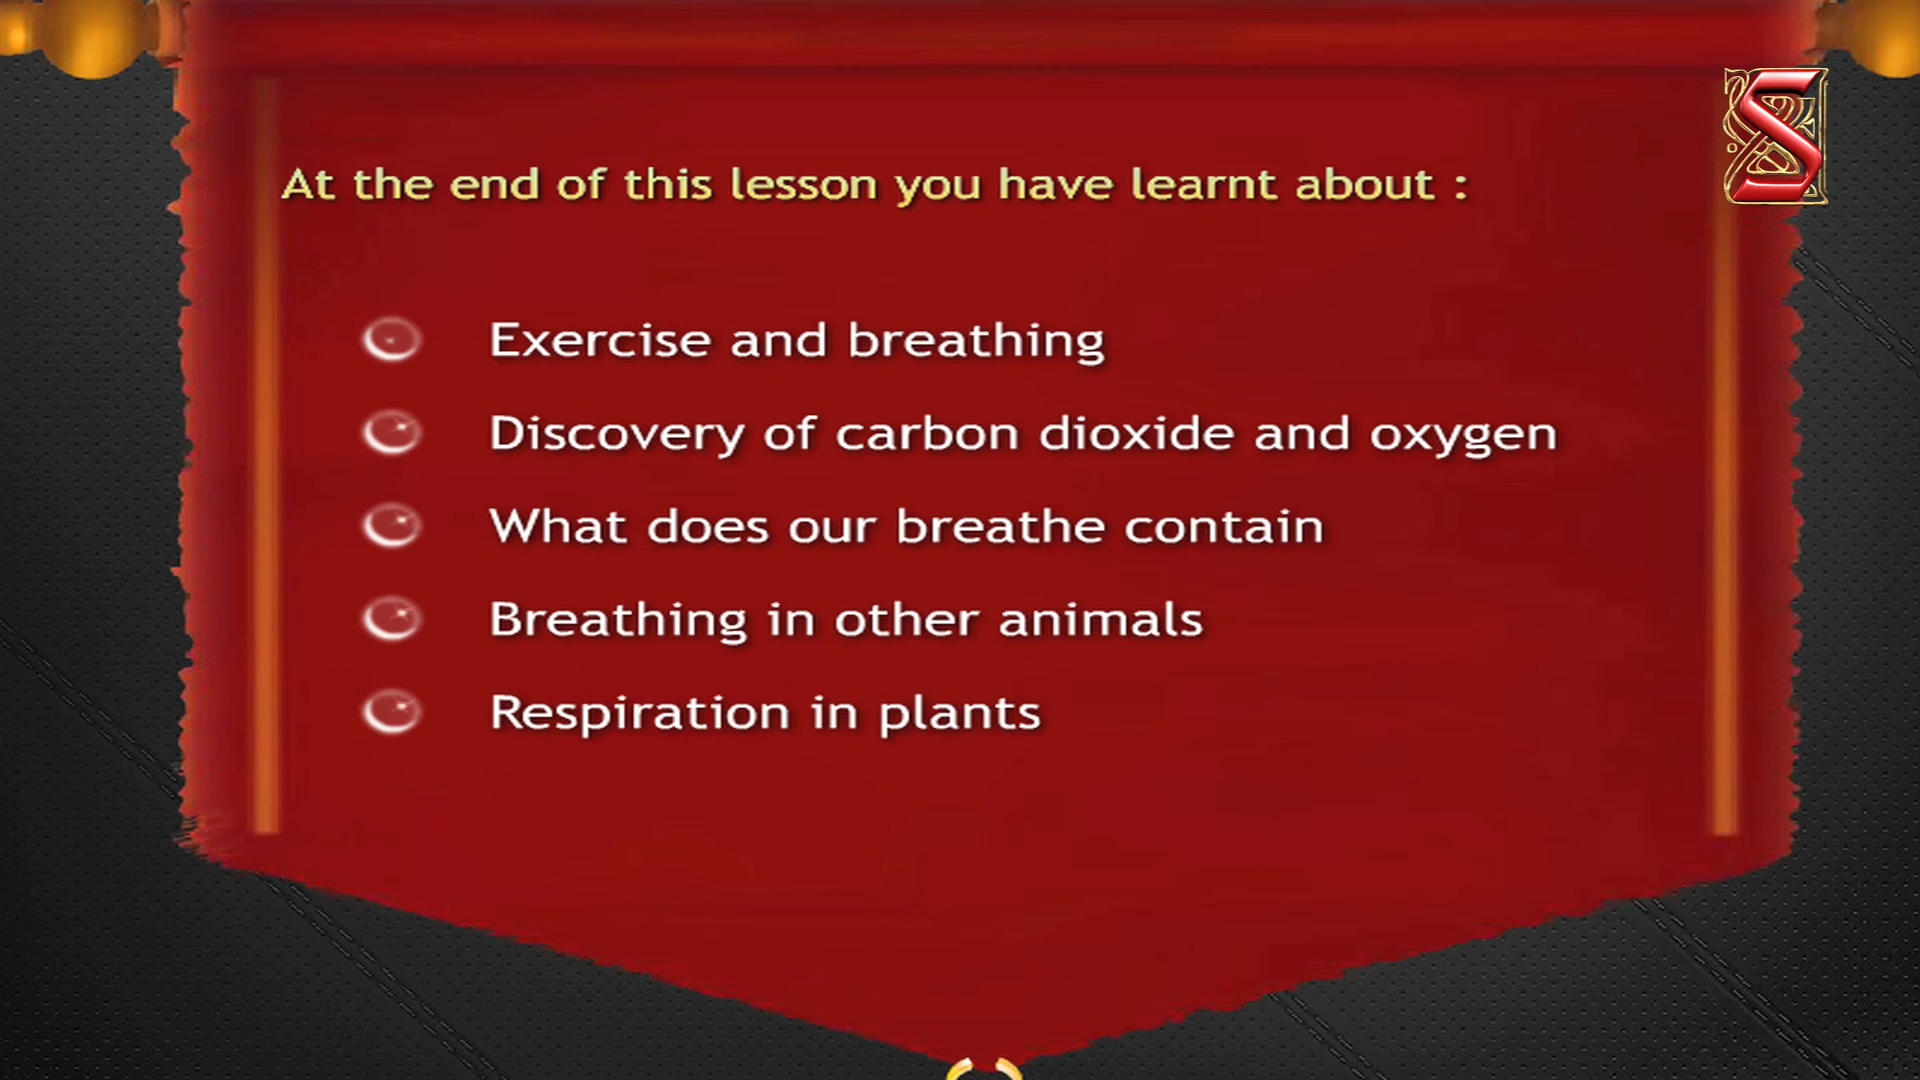 At the end of this lesson you have learnt about :
Exercise and breathing
Discovery of carbon dioxide and oxygen
What does our breathe contain
Breathing in other animals
Respiration in plants
S